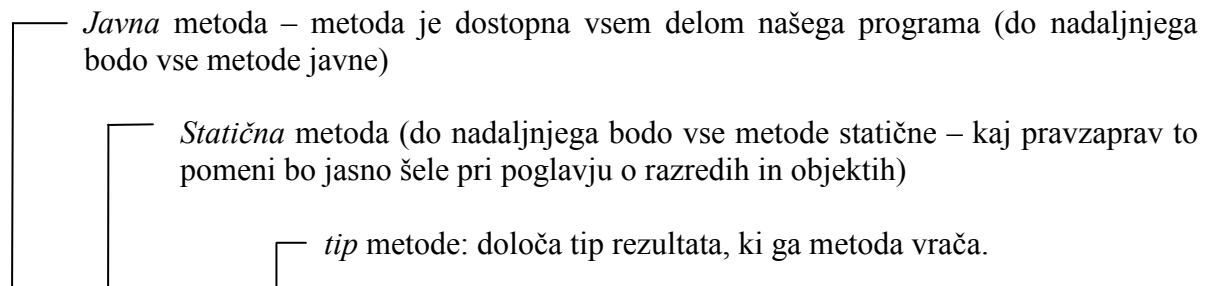 Javna metoda – metoda je dostopna vsem delom našega programa (do nadaljnjega
bodo vse metode javne)
Statična metoda (do nadaljnjega bodo vse metode statične – kaj pravzaprav to
pomeni bo jasno šele pri poglavju o razredih in objektih)
tip metode: določa tip rezultata, ki ga metoda vrača.